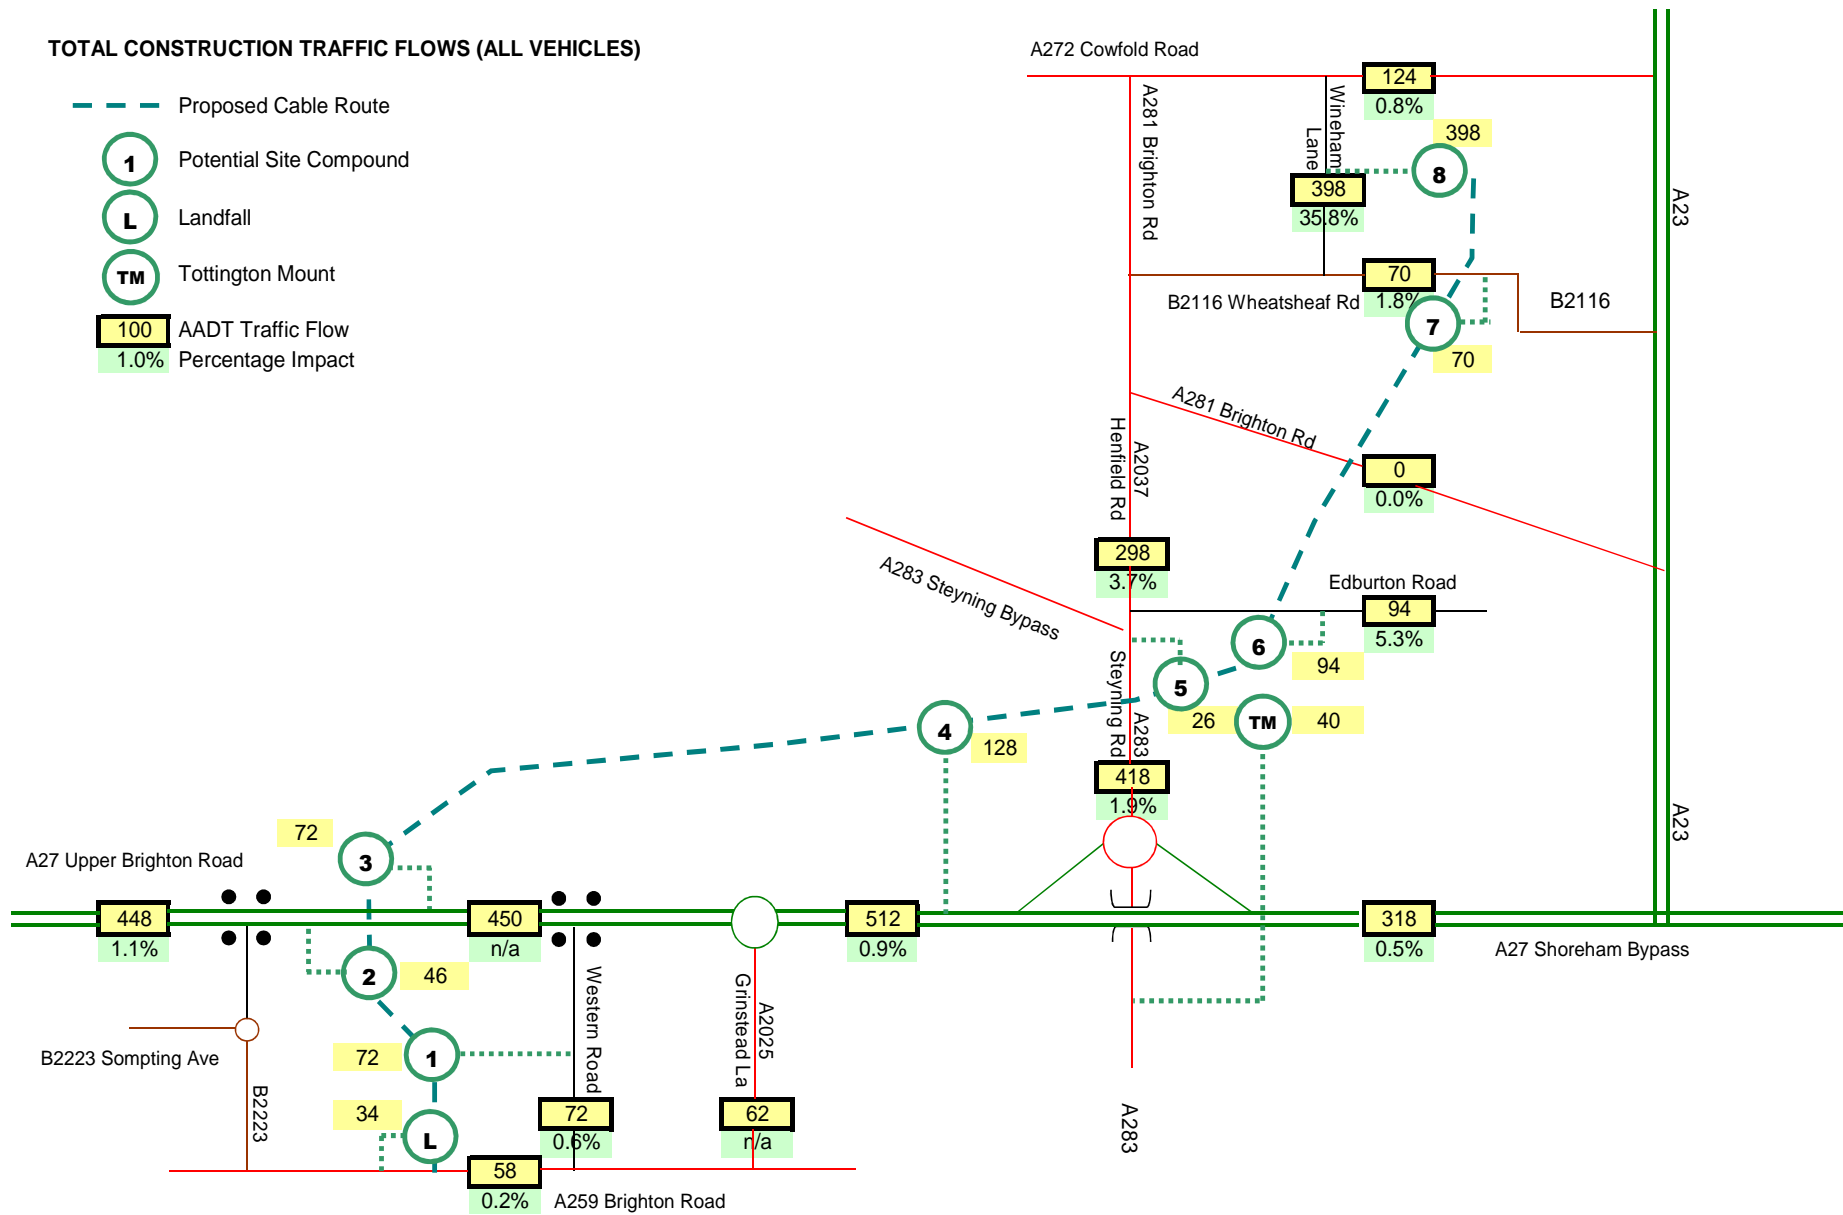 TOTAL CONSTRUCTION TRAFFIC FLOWS (ALL VEHICLES)
Proposed Cable Route
1 Potential Site Compound
L Landfall
TM Tottington Mount
100 AADT Traffic Flow
1.0% Percentage Impact
A272 Cowfold Road
124
0.8%
A281 Brighton Rd
Wineham
Lane
398
8
398
35.8%
A23
70
1.8%
B2116 Wheatsheaf Rd
B2116
7
70
A281 Brighton Rd
0
0.0%
A2037
Henfield Rd
298
3.7%
A283 Steyning Bypass
Edburton Road
94
5.3%
6
94
5
26
TM
40
Steyning Rd
A283
418
1.9%
4
128
A23
72
3
A27 Upper Brighton Road
448
1.1%
450
n/a
512
0.9%
318
0.5%
A27 Shoreham Bypass
2
46
Western Road
A2025
Grinstead La
B2223 Sompting Ave
B2223
72
1
34
L
72
0.6%
62
n/a
A283
58
0.2%
A259 Brighton Road